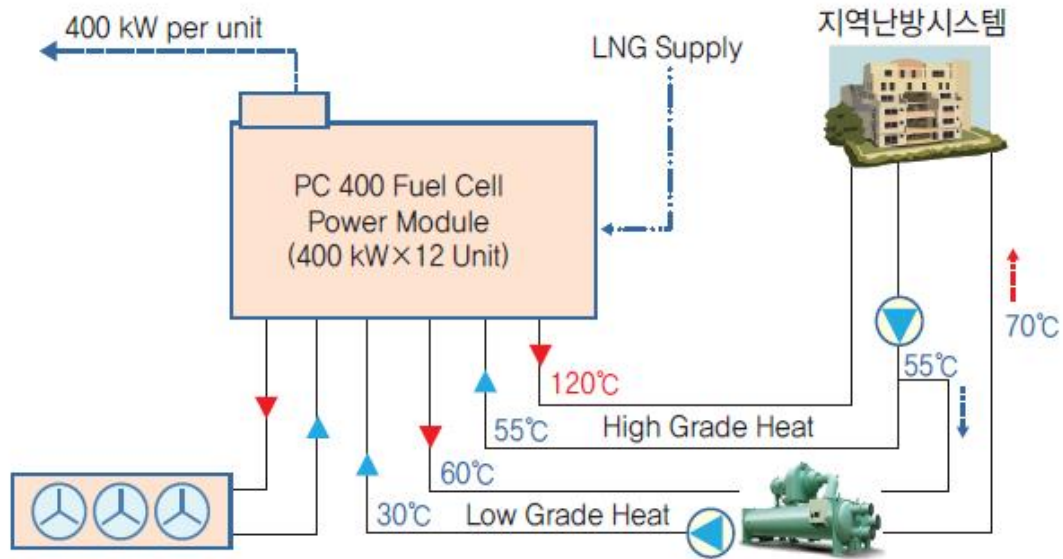 400 kW per unit
지역난방시스템
LNG Supply
PC 400 Fuel Cell
Power Module
(400 kW×12 Unit)
70℃
55℃
120℃
55℃
High Grade Heat
60℃
30℃
Low Grade Heat